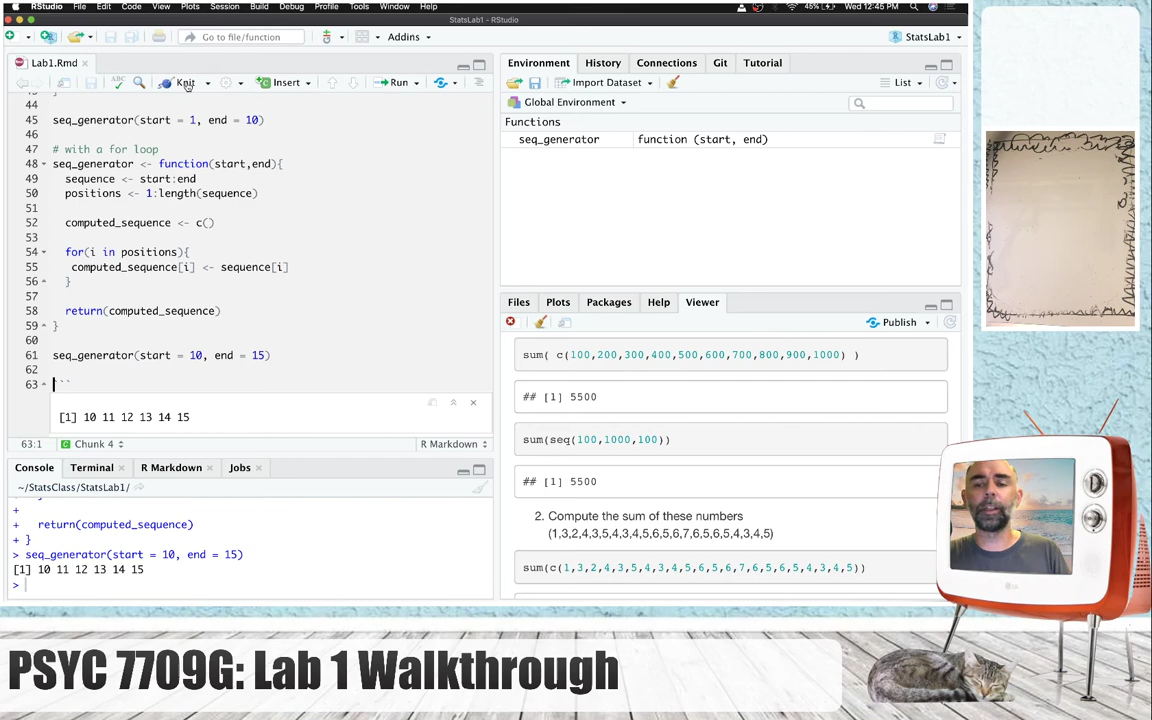 RStudio File Edit Code View Plots Session Build Debug Profile Tools Window Help 45% Wed 12:45 PM
StatsLab1 - RStudio
Go to file/function Addins StatsLab1
Lab1.Rmd
Knit Insert Run
44
45 seq_generator(start = 1, end = 10)
46
47 # with a for loop
48 seq_generator <- function(start,end){
49 sequence <- start:end
50 positions <- 1:length(sequence)
51
52 computed_sequence <- c()
53
54 for(i in positions){
55 computed_sequence[i] <- sequence[i]
56 }
57
58 return(computed_sequence)
59 }
60
61 seq_generator(start = 10, end = 15)
62
63 ```
[1] 10 11 12 13 14 15
63:1 Chunk 4 R Markdown
Console Terminal R Markdown Jobs
~/StatsClass/StatsLab1/
+
+ return(computed_sequence)
+ }
> seq_generator(start = 10, end = 15)
[1] 10 11 12 13 14 15
>
Environment History Connections Git Tutorial
Import Dataset List
Global Environment
Functions
seq_generator function (start, end)
Files Plots Packages Help Viewer
Publish
sum( c(100,200,300,400,500,600,700,800,900,1000) )
## [1] 5500
sum(seq(100,1000,100))
## [1] 5500
2. Compute the sum of these numbers
(1,3,2,4,3,5,4,3,4,5,6,5,6,7,6,5,6,5,4,3,4,5)
sum(c(1,3,2,4,3,5,4,3,4,5,6,5,6,7,6,5,6,5,4,3,4,5))
LG
PSYC 7709G: Lab 1 Walkthrough